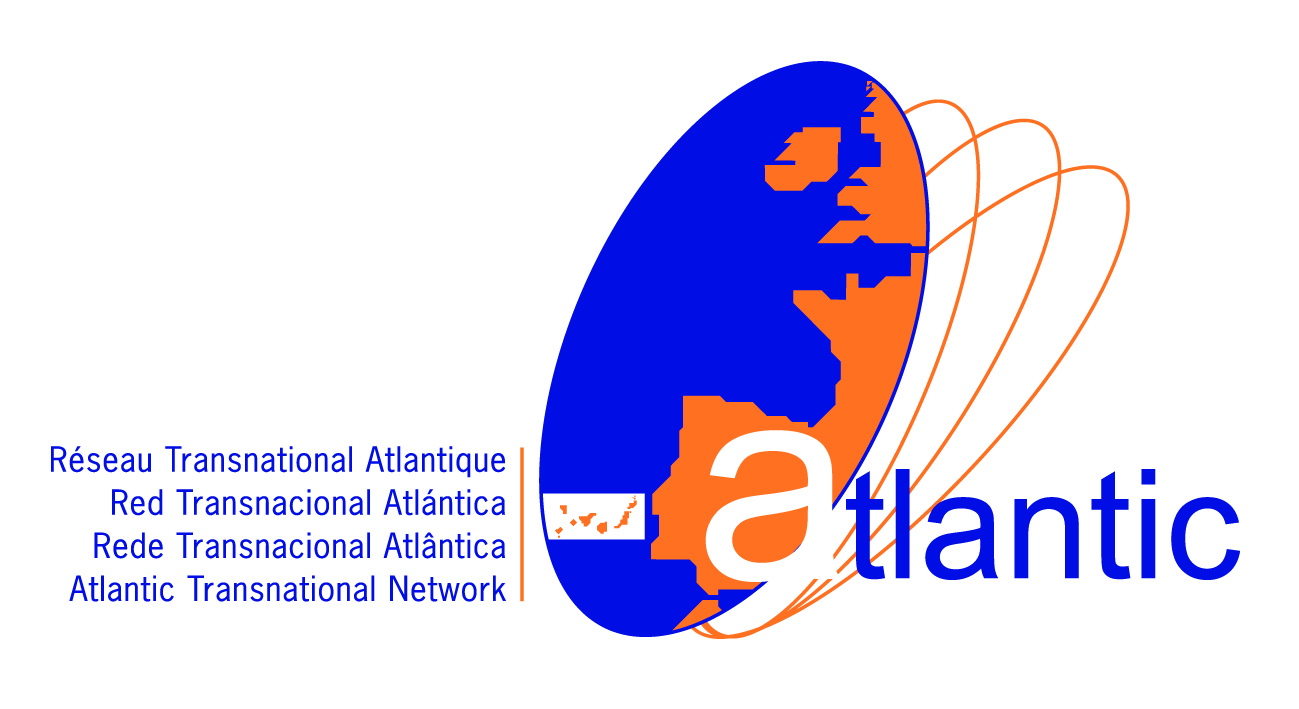 Réseau Transnational Atlantique
Red Transnacional Atlántica
Rede Transnacional Atlântica
Atlantic Transnational Network
atlantic